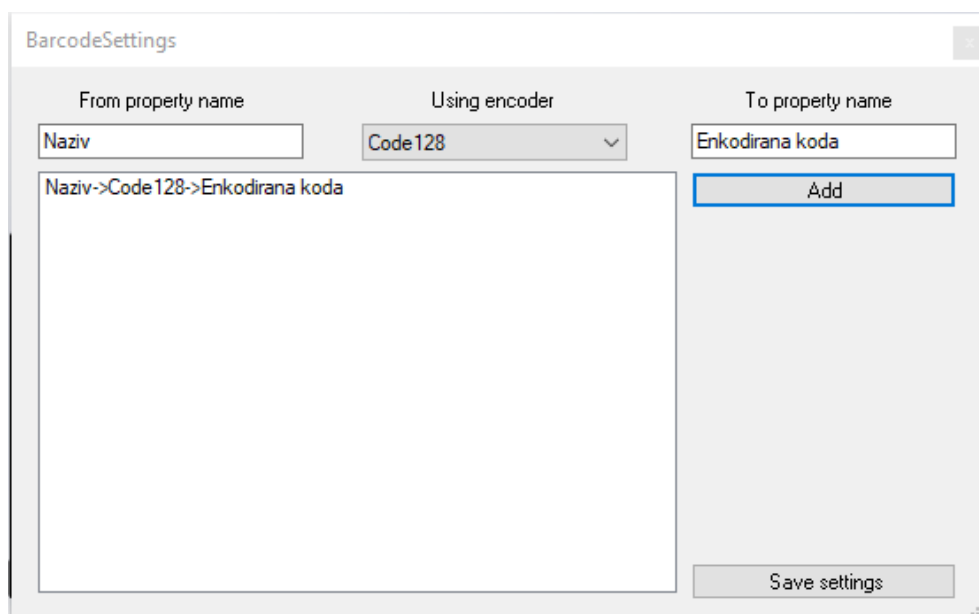 BarcodeSettings
From property name
Using encoder
To property name
Naziv
Code128
Enkodirana koda
Naziv->Code128->Enkodirana koda
Add
Save settings